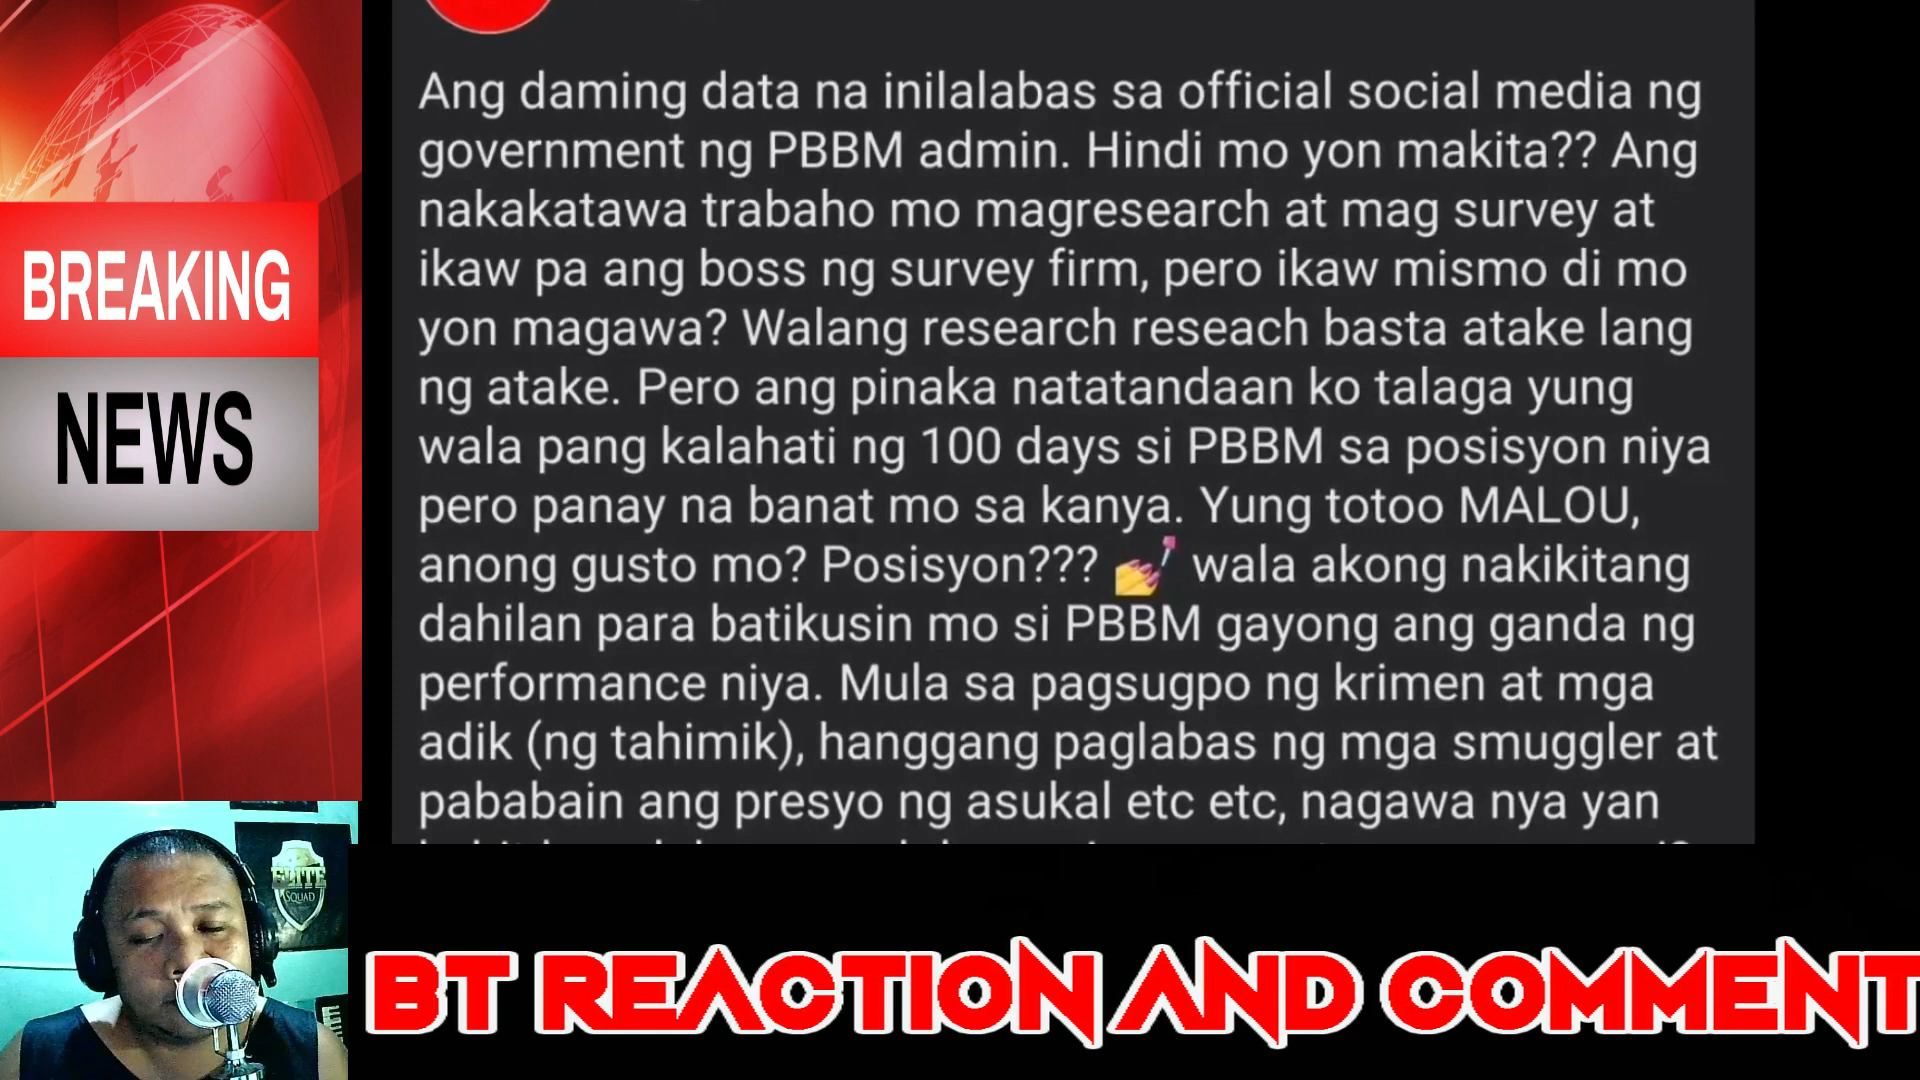 Ang daming data na inilalabas sa official social media ng
government ng PBBM admin. Hindi mo yon makita?? Ang
nakakatawa trabaho mo magresearch at mag survey at
ikaw pa ang boss ng survey firm, pero ikaw mismo di mo
yon magawa? Walang research reseach basta atake lang
ng atake. Pero ang pinaka natatandaan ko talaga yung
wala pang kalahati ng 100 days si PBBM sa posisyon niya
pero panay na banat mo sa kanya. Yung totoo MALOU,
anong gusto mo? Posisyon??? 💅 wala akong nakikitang
dahilan para batikusin mo si PBBM gayong ang ganda ng
performance niya. Mula sa pagsugpo ng krimen at mga
adik (ng tahimik), hanggang paglabas ng mga smuggler at
pababain ang presyo ng asukal etc etc, nagawa nya yan
BREAKING
NEWS
ELITE
SQUAD
BT REACTION AND COMMENT